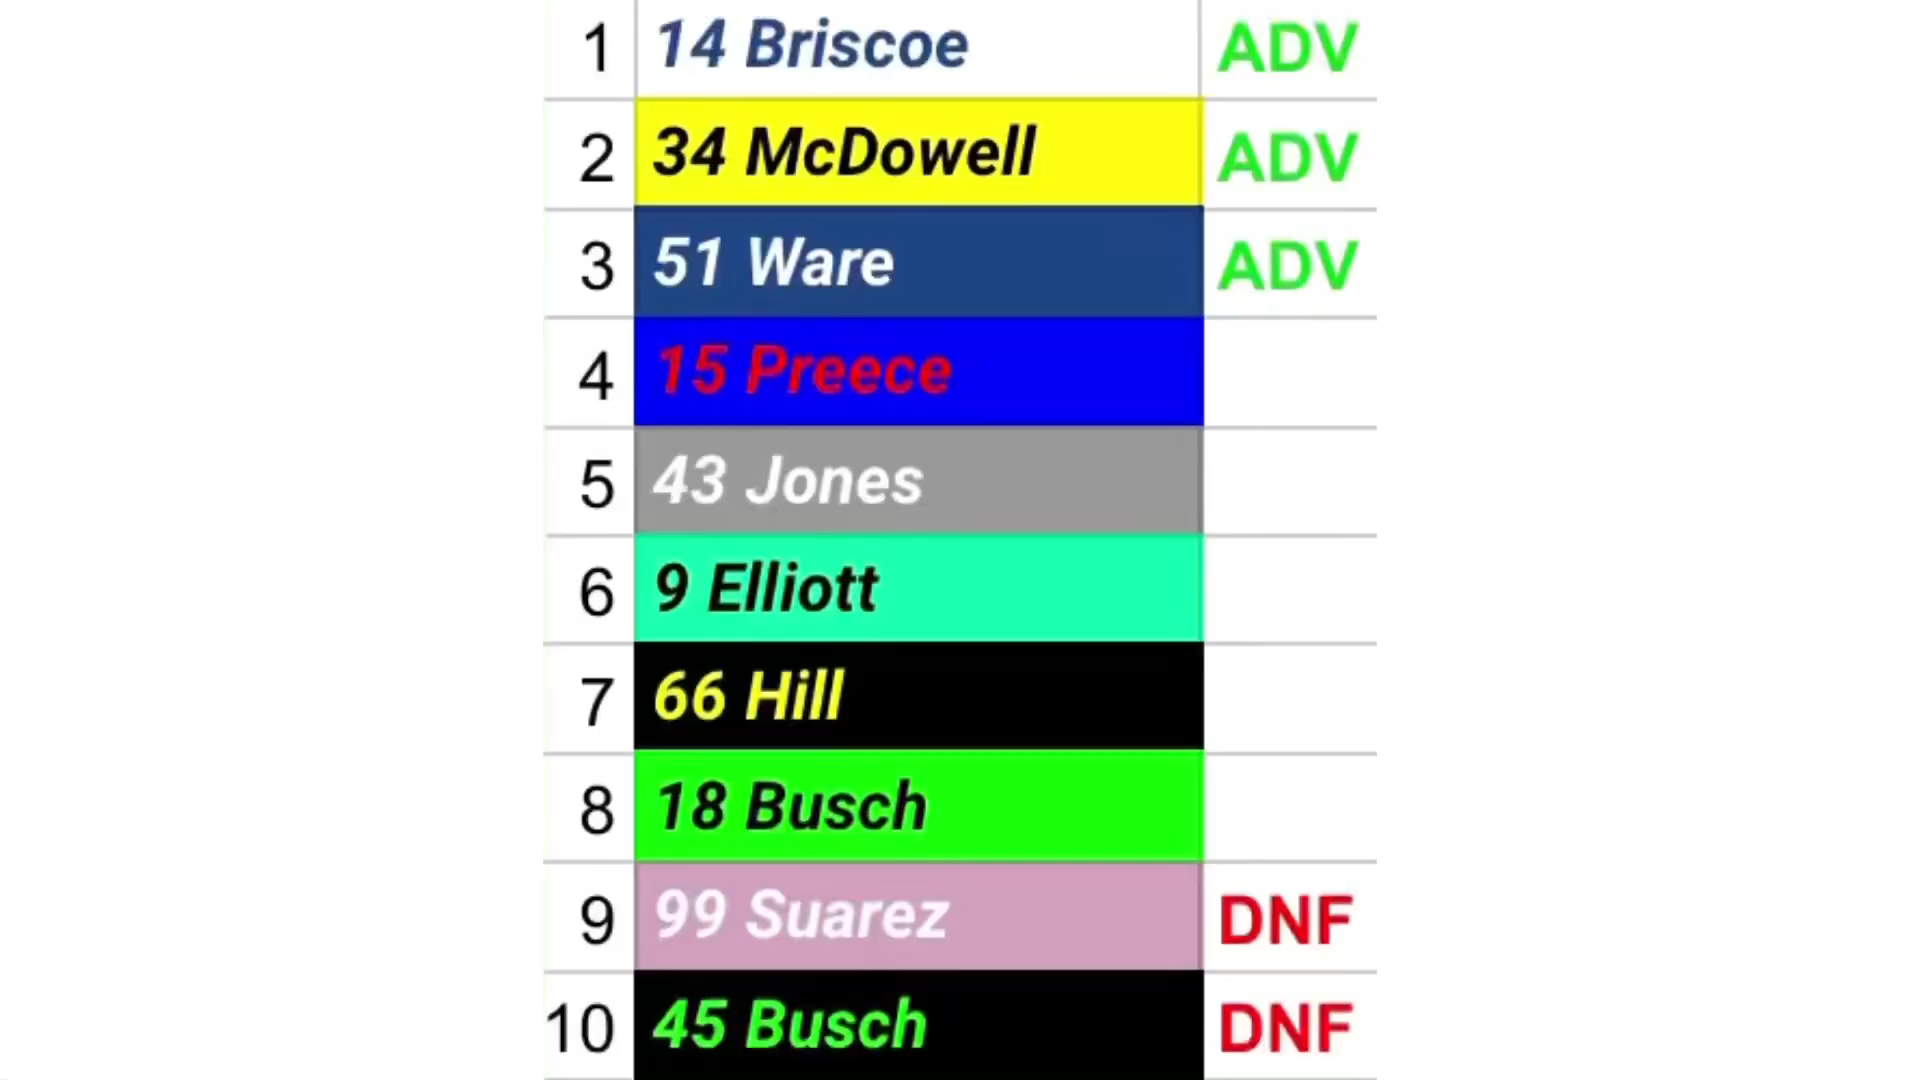 1 14 Briscoe ADV
2 34 McDowell ADV
3 51 Ware ADV
4 15 Preece
5 43 Jones
6 9 Elliott
7 66 Hill
8 18 Busch
9 99 Suarez DNF
10 45 Busch DNF